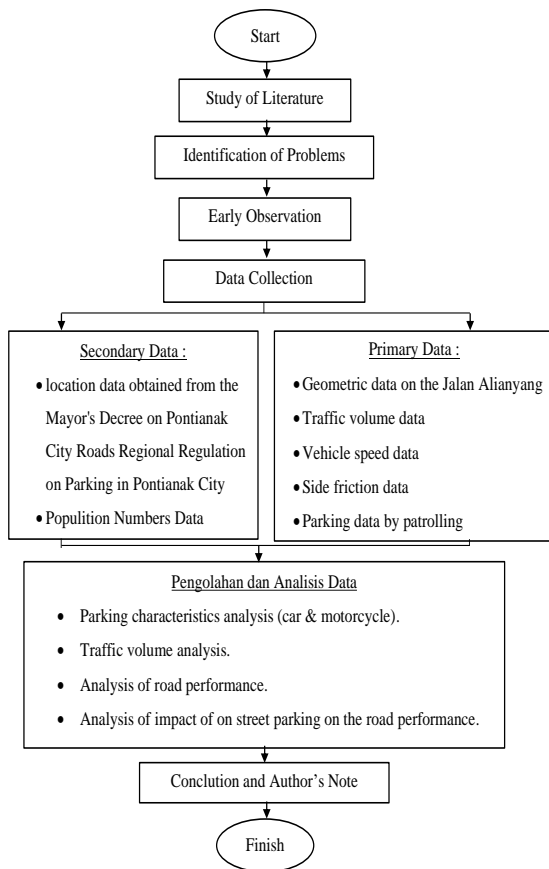 Start
Study of Literature
Identification of Problems
Early Observation
Data Collection
Secondary Data :
• location data obtained from the
Mayor's Decree on Pontianak
City Roads Regional Regulation
on Parking in Pontianak City
• Populition Numbers Data
Primary Data :
• Geometric data on the Jalan Alianyang
• Traffic volume data
• Vehicle speed data
• Side friction data
• Parking data by patrolling
Pengolahan dan Analisis Data
• Parking characteristics analysis (car & motorcycle).
• Traffic volume analysis.
• Analysis of road performance.
• Analysis of impact of on street parking on the road performance.
Conclution and Author's Note
Finish